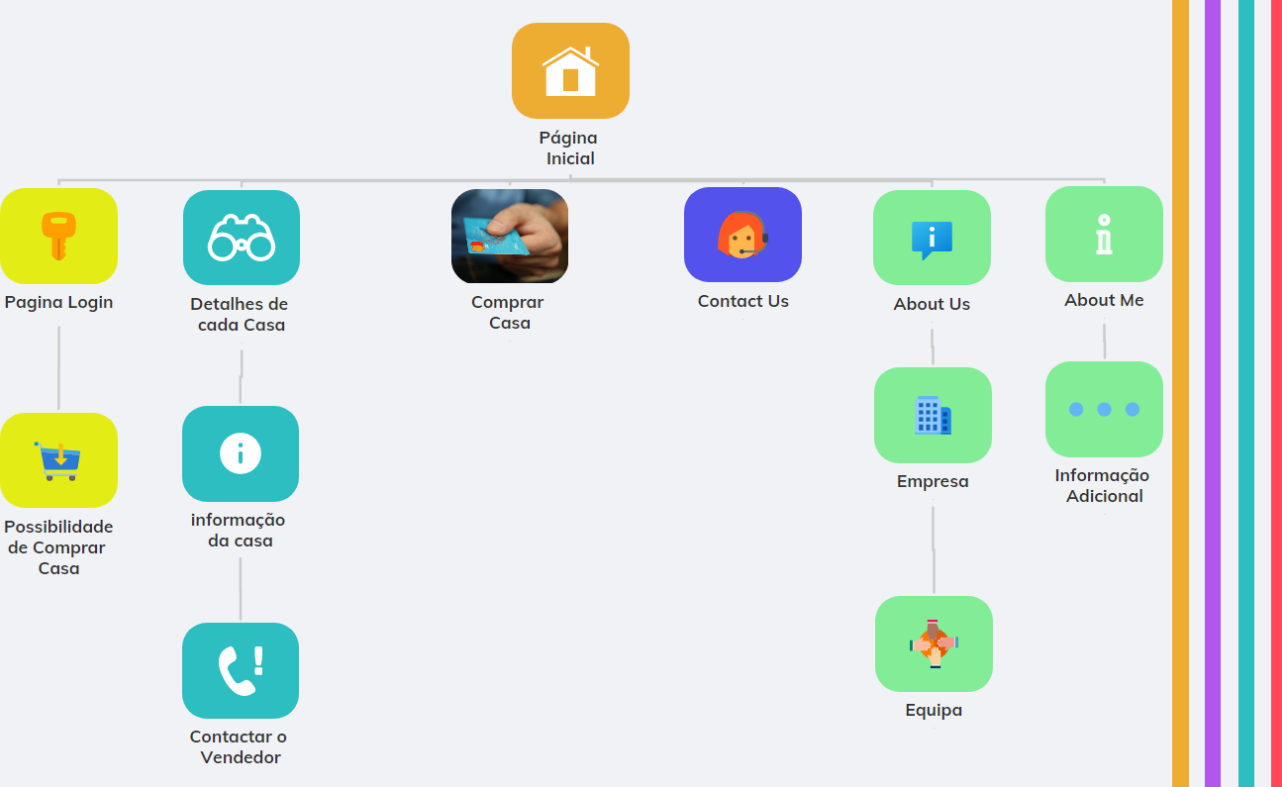 Página
Inicial
Pagina Login
Detalhes de
cada Casa
Comprar
Casa
Contact Us
About Us
About Me
Possibilidade
de Comprar
Casa
informação
da casa
Empresa
Informação
Adicional
Contactar o
Vendedor
Equipa